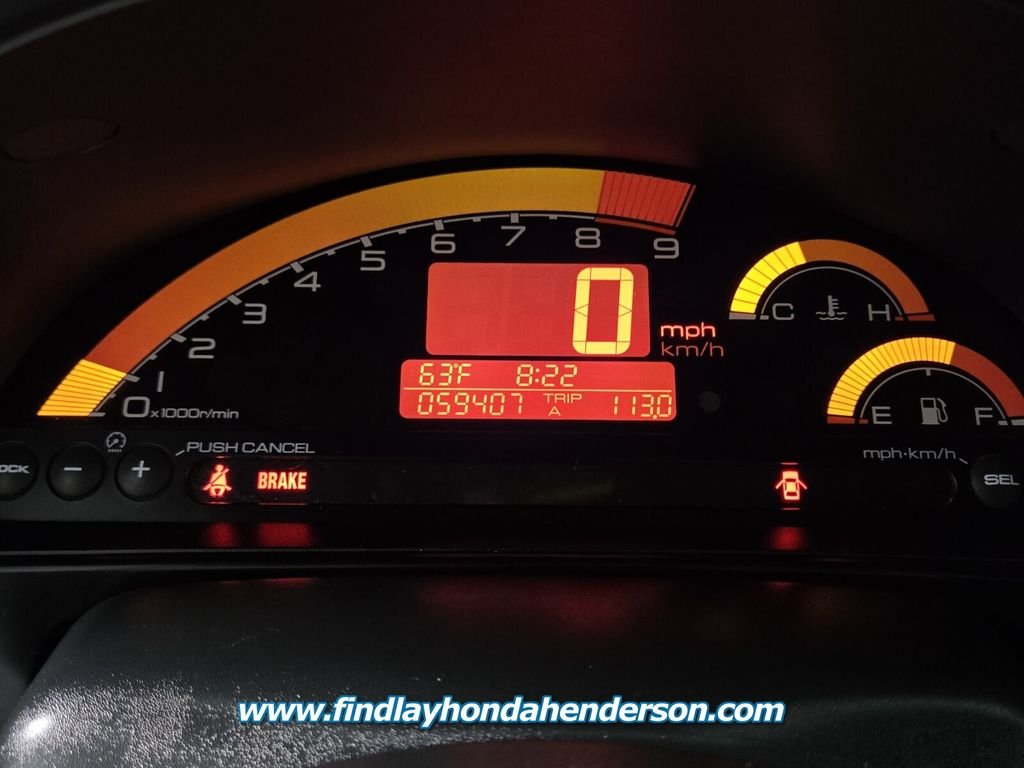 0 1 2 3 4 5 6 7 8 9
x1000r/min
0
mph
km/h
63°F 8:22
059407 TRIP A 113.0
C H
E F
mph·km/h
SEL
PUSH CANCEL
- +
BRAKE
www.findlayhondahenderson.com